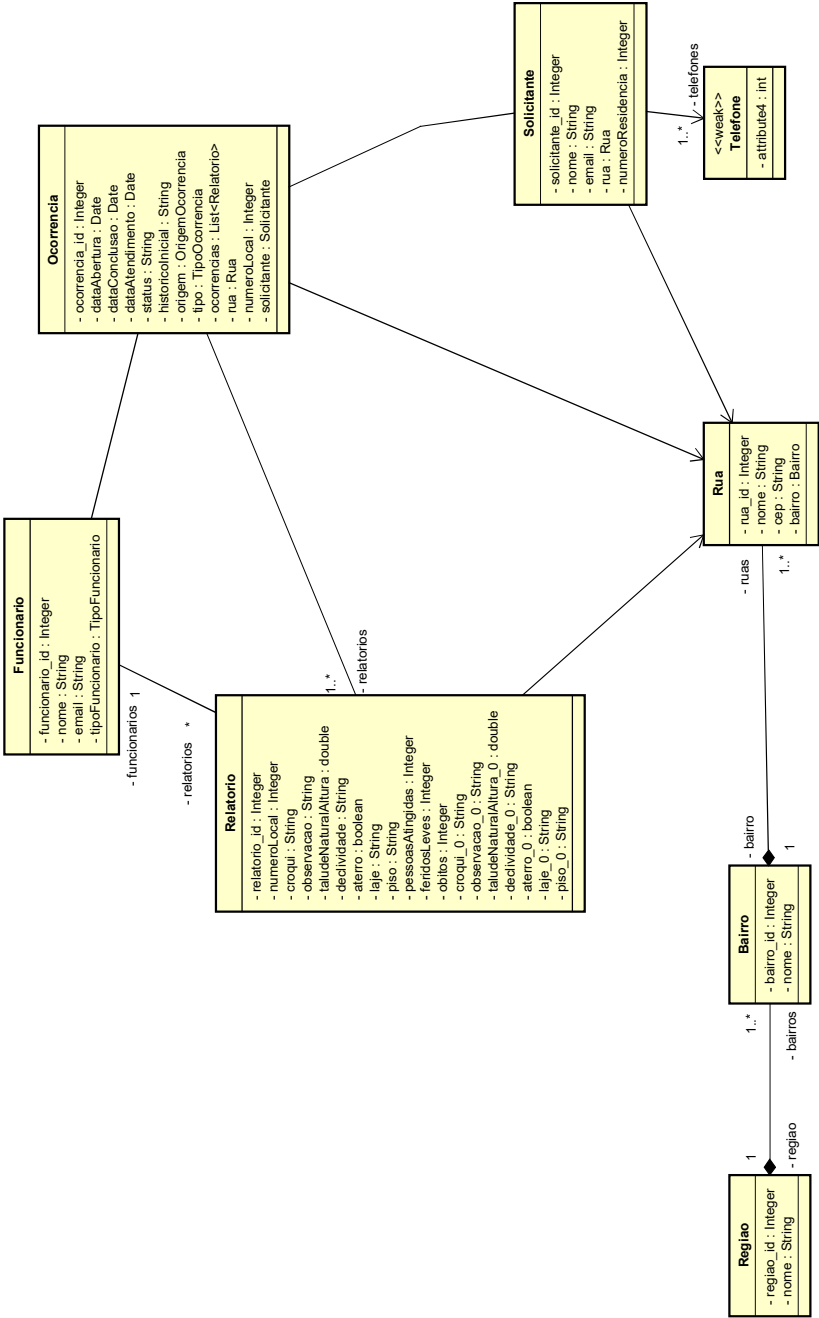 Funcionario
- funcionario_id : Integer
- nome : String
- email : String
- tipoFuncionario : TipoFuncionario
- funcionarios 1
- relatorios *
Ocorrencia
- ocorrencia_id : Integer
- dataAbertura : Date
- dataConclusao : Date
- dataAtendimento : Date
- status : String
- historicoInicial : String
- origem : OrigemOcorrencia
- tipo : TipoOcorrencia
- ocorrencias : List<Relatorio>
- rua : Rua
- numeroLocal : Integer
- solicitante : Solicitante
Relatorio
- relatorio_id : Integer
- numeroLocal : Integer
- croqui : String
- observacao : String
- taludeNaturalAltura : double
- declividade : String
- aterro : boolean
- laje : String
- piso : String
- pessoasAtingidas : Integer
- feridosLeves : Integer
- obitos : Integer
- croqui_0 : String
- observacao_0 : String
- taludeNaturalAltura_0 : double
- declividade_0 : String
- aterro_0 : boolean
- laje_0 : String
- piso_0 : String
1..*
- relatorios
Solicitante
- solicitante_id : Integer
- nome : String
- email : String
- rua : Rua
- numeroResidencia : Integer
1..*
- telefones
<<weak>>
Telefone
- attribute4 : int
Regiao
- regiao_id : Integer
- nome : String
1
- regiao
1..*
- bairros
Bairro
- bairro_id : Integer
- nome : String
- bairro
1
- ruas
1..*
Rua
- rua_id : Integer
- nome : String
- cep : String
- bairro : Bairro